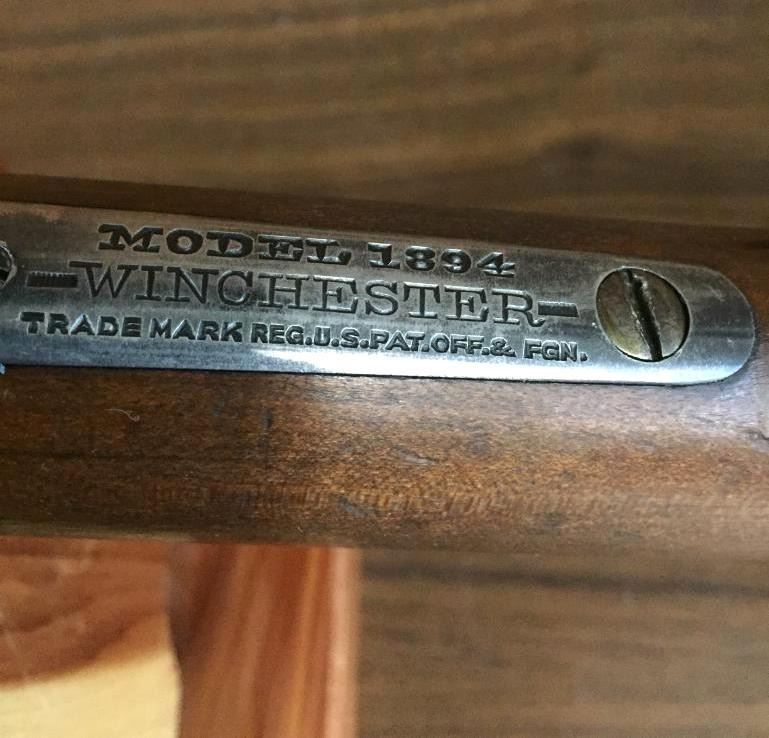 MODEL 1894
-WINCHESTER-
TRADE MARK REG.U.S.PAT.OFF.& FGN.